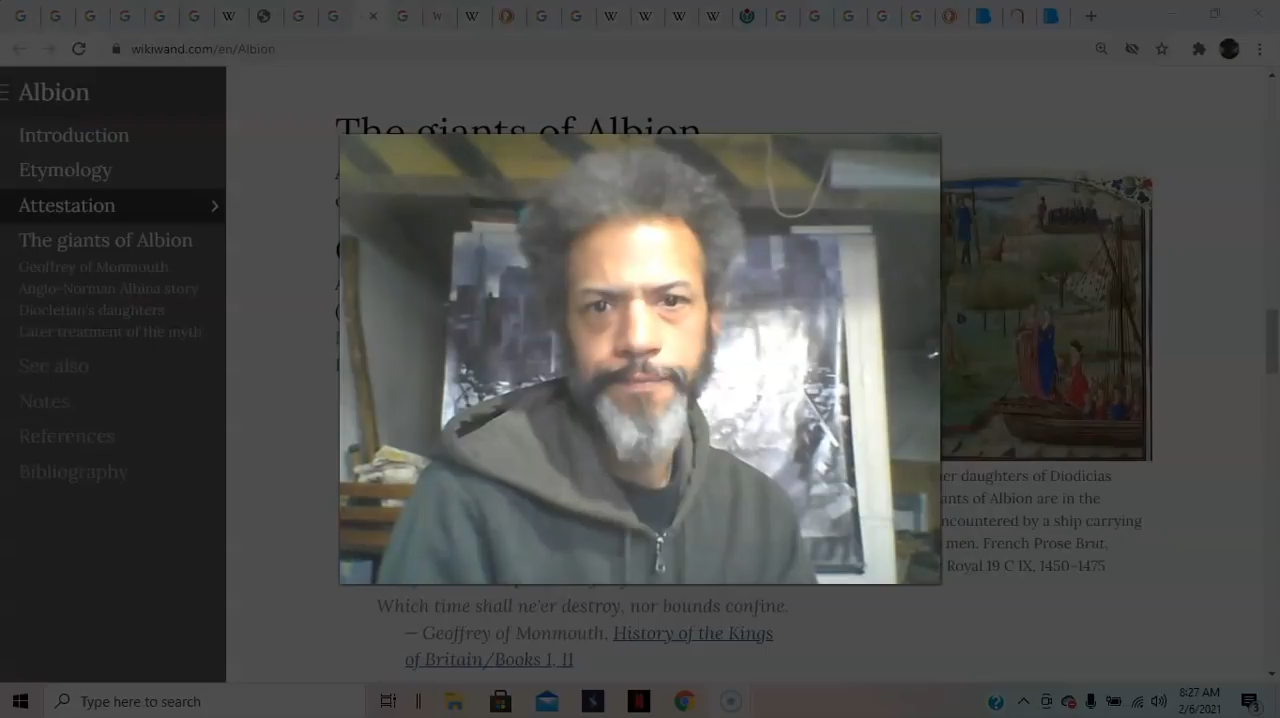 wikiwand.com/en/Albion
Albion
Introduction
Etymology
Attestation
The giants of Albion
Geoffrey of Monmouth
Anglo-Norman Albina story
Diocletian's daughters
Later treatment of the myth
See also
Notes
References
Bibliography
The giants of Albion
daughters of Diodicias
of Albion are in the
by a ship carrying
men. French Prose Brut,
Royal 19 C IX, 1450–1475
Which time shall ne'er destroy, nor bounds confine.
— Geoffrey of Monmouth, History of the Kings
of Britain/Books 1, 11
Type here to search
8:27 AM
2/6/2021
3